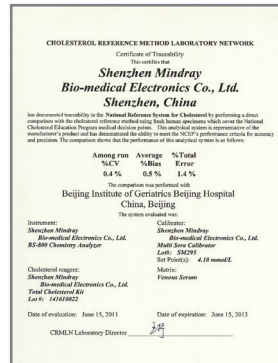 CHOLESTEROL REFERENCE METHOD LABORATORY NETWORK
Certificate of Traceability
This certifies that
Shenzhen Mindray
Bio-medical Electronics Co., Ltd.
Shenzhen, China
has documented traceability to the National Reference System for Cholesterol by performing a direct
comparison with the cholesterol reference method using fresh human specimens which cover the National
Cholesterol Education Program medical decision points. This analytical system is representative of the
manufacturer's product and has demonstrated the ability to meet the NCEP's performance criteria for accuracy
and precision. The comparison shows that the performance of this analytical system is as follows:
Among run Average %Total
%CV %Bias Error
0.4 % 0.5 % 1.4 %
The comparison was performed with
Beijing Institute of Geriatrics Beijing Hospital
China, Beijing
The system evaluated was:
Instrument: Calibrator:
Shenzhen Mindray Shenzhen Mindray
Bio-medical Electronics Co., Ltd. Bio-medical Electronics Co., Ltd.
BS-800 Chemistry Analyzer Multi Sera Calibrator
Lot#: SM295
Set Point(s): 4.10 mmol/L
Cholesterol reagent: Matrix:
Shenzhen Mindray Venous Serum
Bio-medical Electronics Co., Ltd.
Total Cholesterol Kit
Lot #: 141610022
Date of evaluation: June 15, 2011 Date of expiration: June 15, 2013
CRMLN Laboratory Director